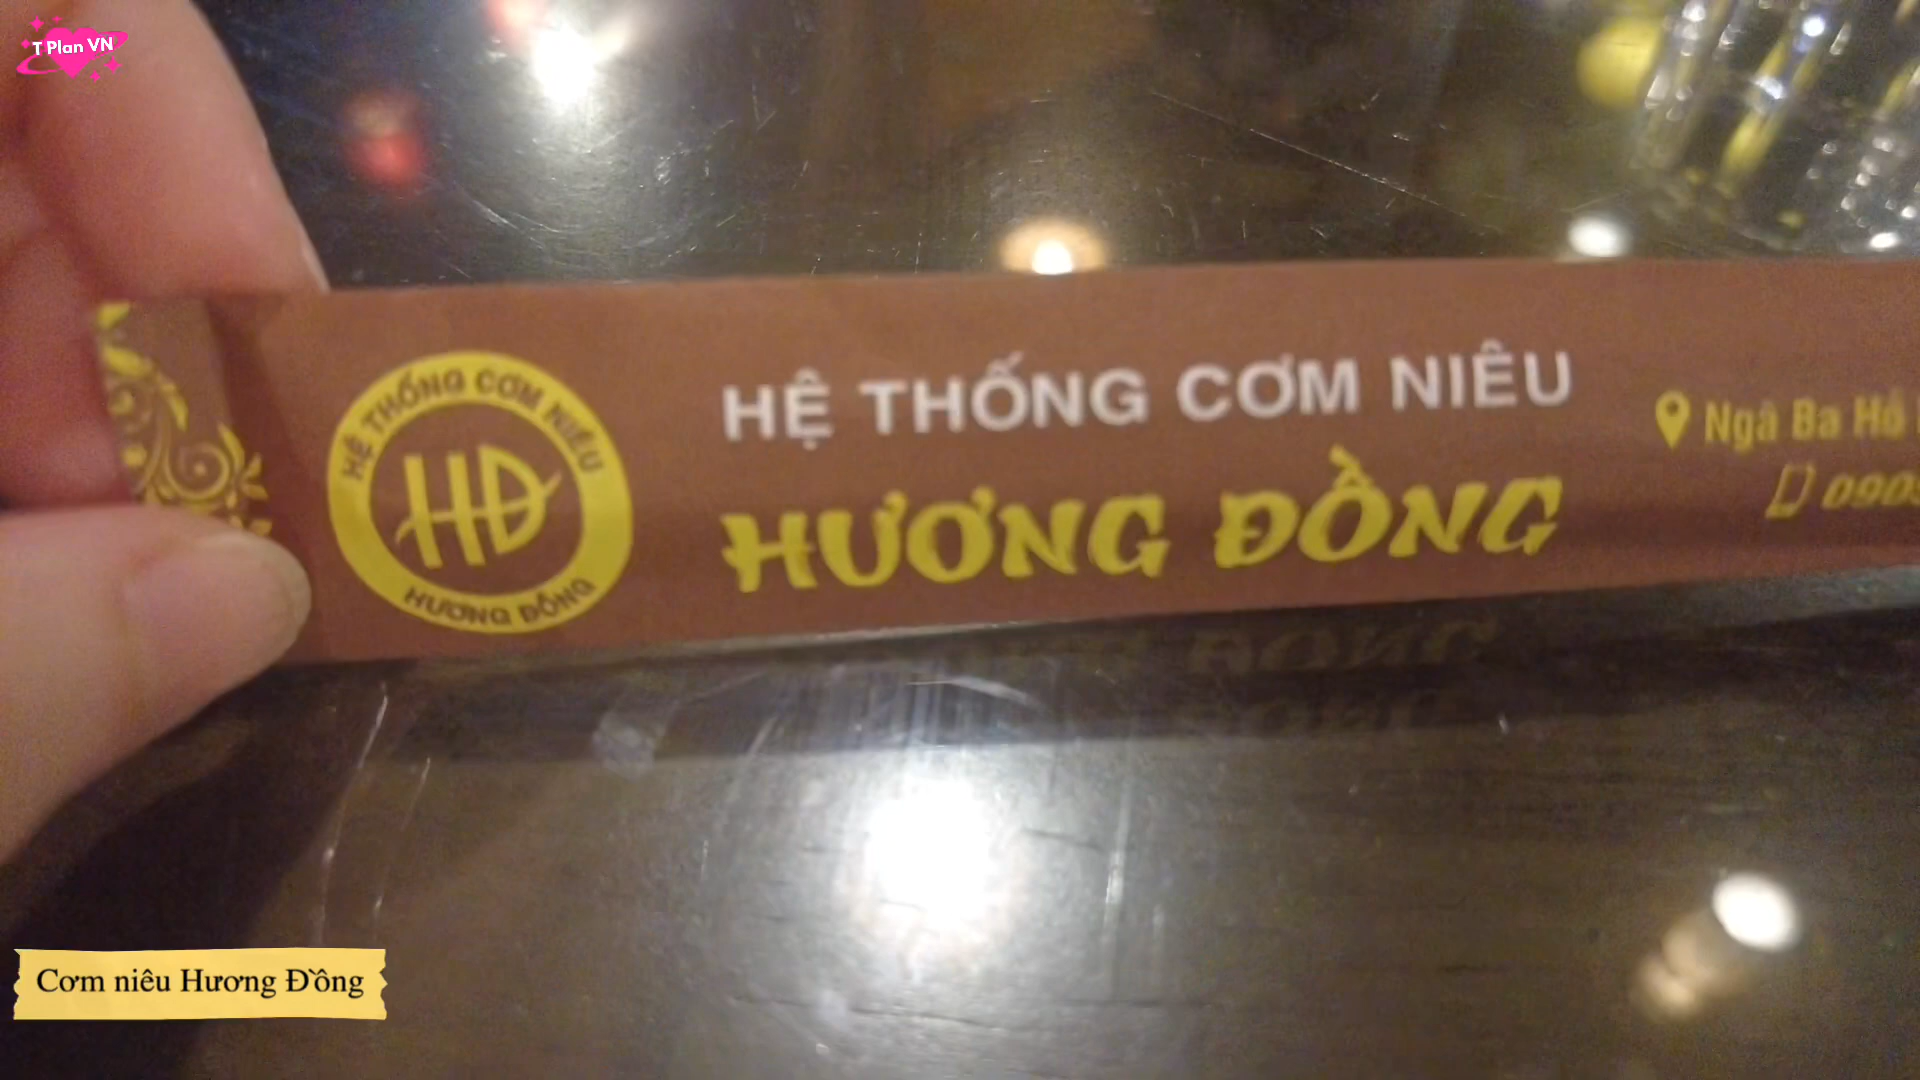 T Plan VN
HỆ THỐNG CƠM NIÊU
HD
HƯƠNG ĐỒNG
HỆ THỐNG CƠM NIÊU
HƯƠNG ĐỒNG
Ngã Ba Hồ
090
Cơm niêu Hương Đồng